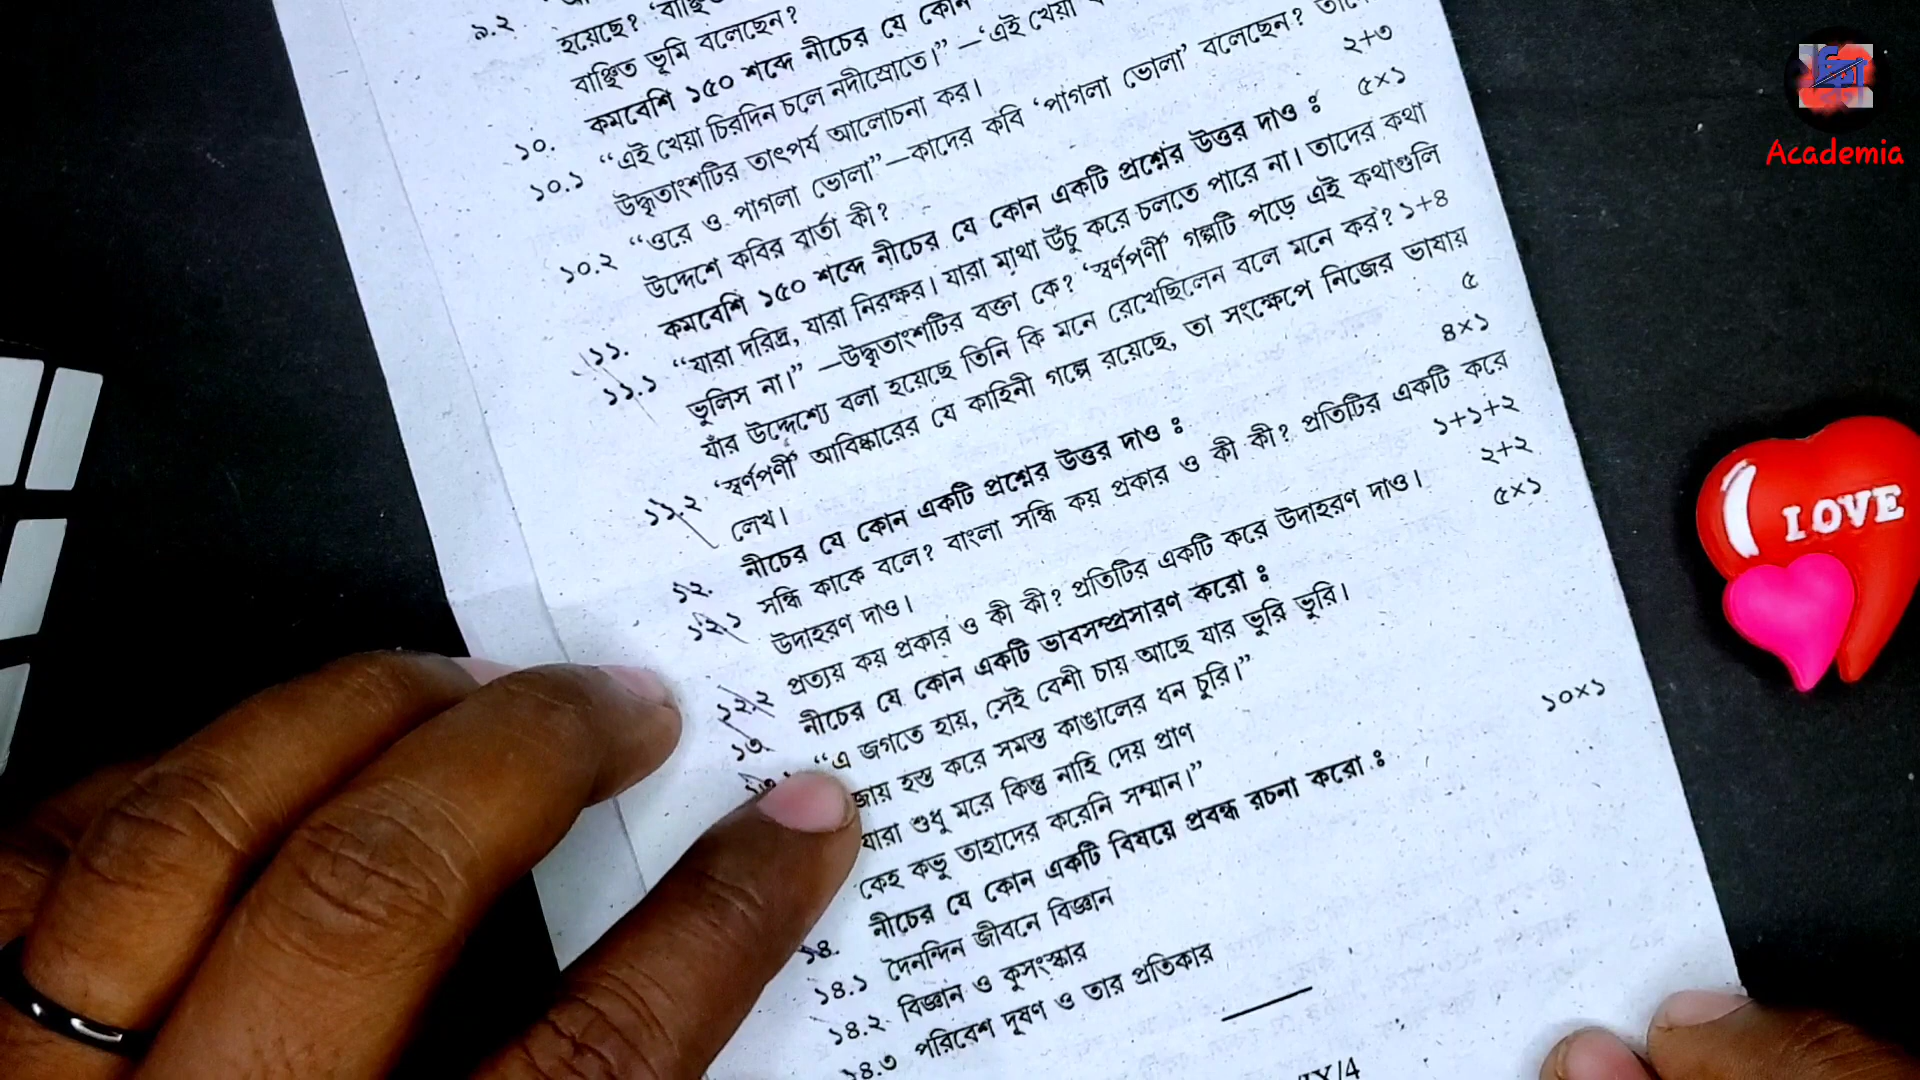 ৯.২
হয়েছে? 'বাঞ্ছিত
বাঞ্ছিত ভূমি বলেছেন?
১০. কমবেশি ১৫০ শব্দে নীচের যে কোন
১০.১ “এই খেয়া চিরদিন চলে নদীস্রোতে।” –'এই খেয়া
উদ্ধৃতাংশটির তাৎপর্য আলোচনা কর। ২+৩
১০.২ “ওরে ও পাগলা ভোলা”–কাদের কবি ‘পাগলা ভোলা’ বলেছেন?
উদ্দেশে কবির বার্তা কী?
১১. কমবেশি ১৫০ শব্দে নীচের যে কোন একটি প্রশ্নের উত্তর দাও : ৫×১
১১.১ “যারা দরিদ্র, যারা নিরক্ষর। যারা মাথা উঁচু করে চলতে পারে না। তাদের কথা
ভুলিস না।” –উদ্ধৃতাংশটির বক্তা কে? ‘স্বর্ণপর্ণী’ গল্পটি পড়ে এই কথাগুলি
যাঁর উদ্দেশ্যে বলা হয়েছে তিনি কি মনে রেখেছিলেন বলে মনে কর? ১+৪
১১.২ ‘স্বর্ণপর্ণী’ আবিষ্কারের যে কাহিনী গল্পে রয়েছে, তা সংক্ষেপে নিজের ভাষায়
লেখ। ৫
১২. নীচের যে কোন একটি প্রশ্নের উত্তর দাও : ৪×১
১২.১ সন্ধি কাকে বলে? বাংলা সন্ধি কয় প্রকার ও কী কী? প্রতিটির একটি করে
উদাহরণ দাও। ১+১+২
১২.২ প্রত্যয় কয় প্রকার ও কী কী? প্রতিটির একটি করে উদাহরণ দাও। ২+২
১৩. নীচের যে কোন একটি ভাবসম্প্রসারণ করো : ৫×১
“এ জগতে হায়, সেই বেশী চায় আছে যার ভুরি ভুরি।
হস্ত করে সমস্ত কাঙালের ধন চুরি।”
যারা শুধু মরে কিন্তু নাহি দেয় প্রাণ
কেহ কভু তাহাদের করেনি সম্মান।”
১৪. নীচের যে কোন একটি বিষয়ে প্রবন্ধ রচনা করো : ১০×১
১৪.১ দৈনন্দিন জীবনে বিজ্ঞান
১৪.২ বিজ্ঞান ও কুসংস্কার
১৪.৩ পরিবেশ দূষণ ও তার প্রতিকার
Academia
I LOVE